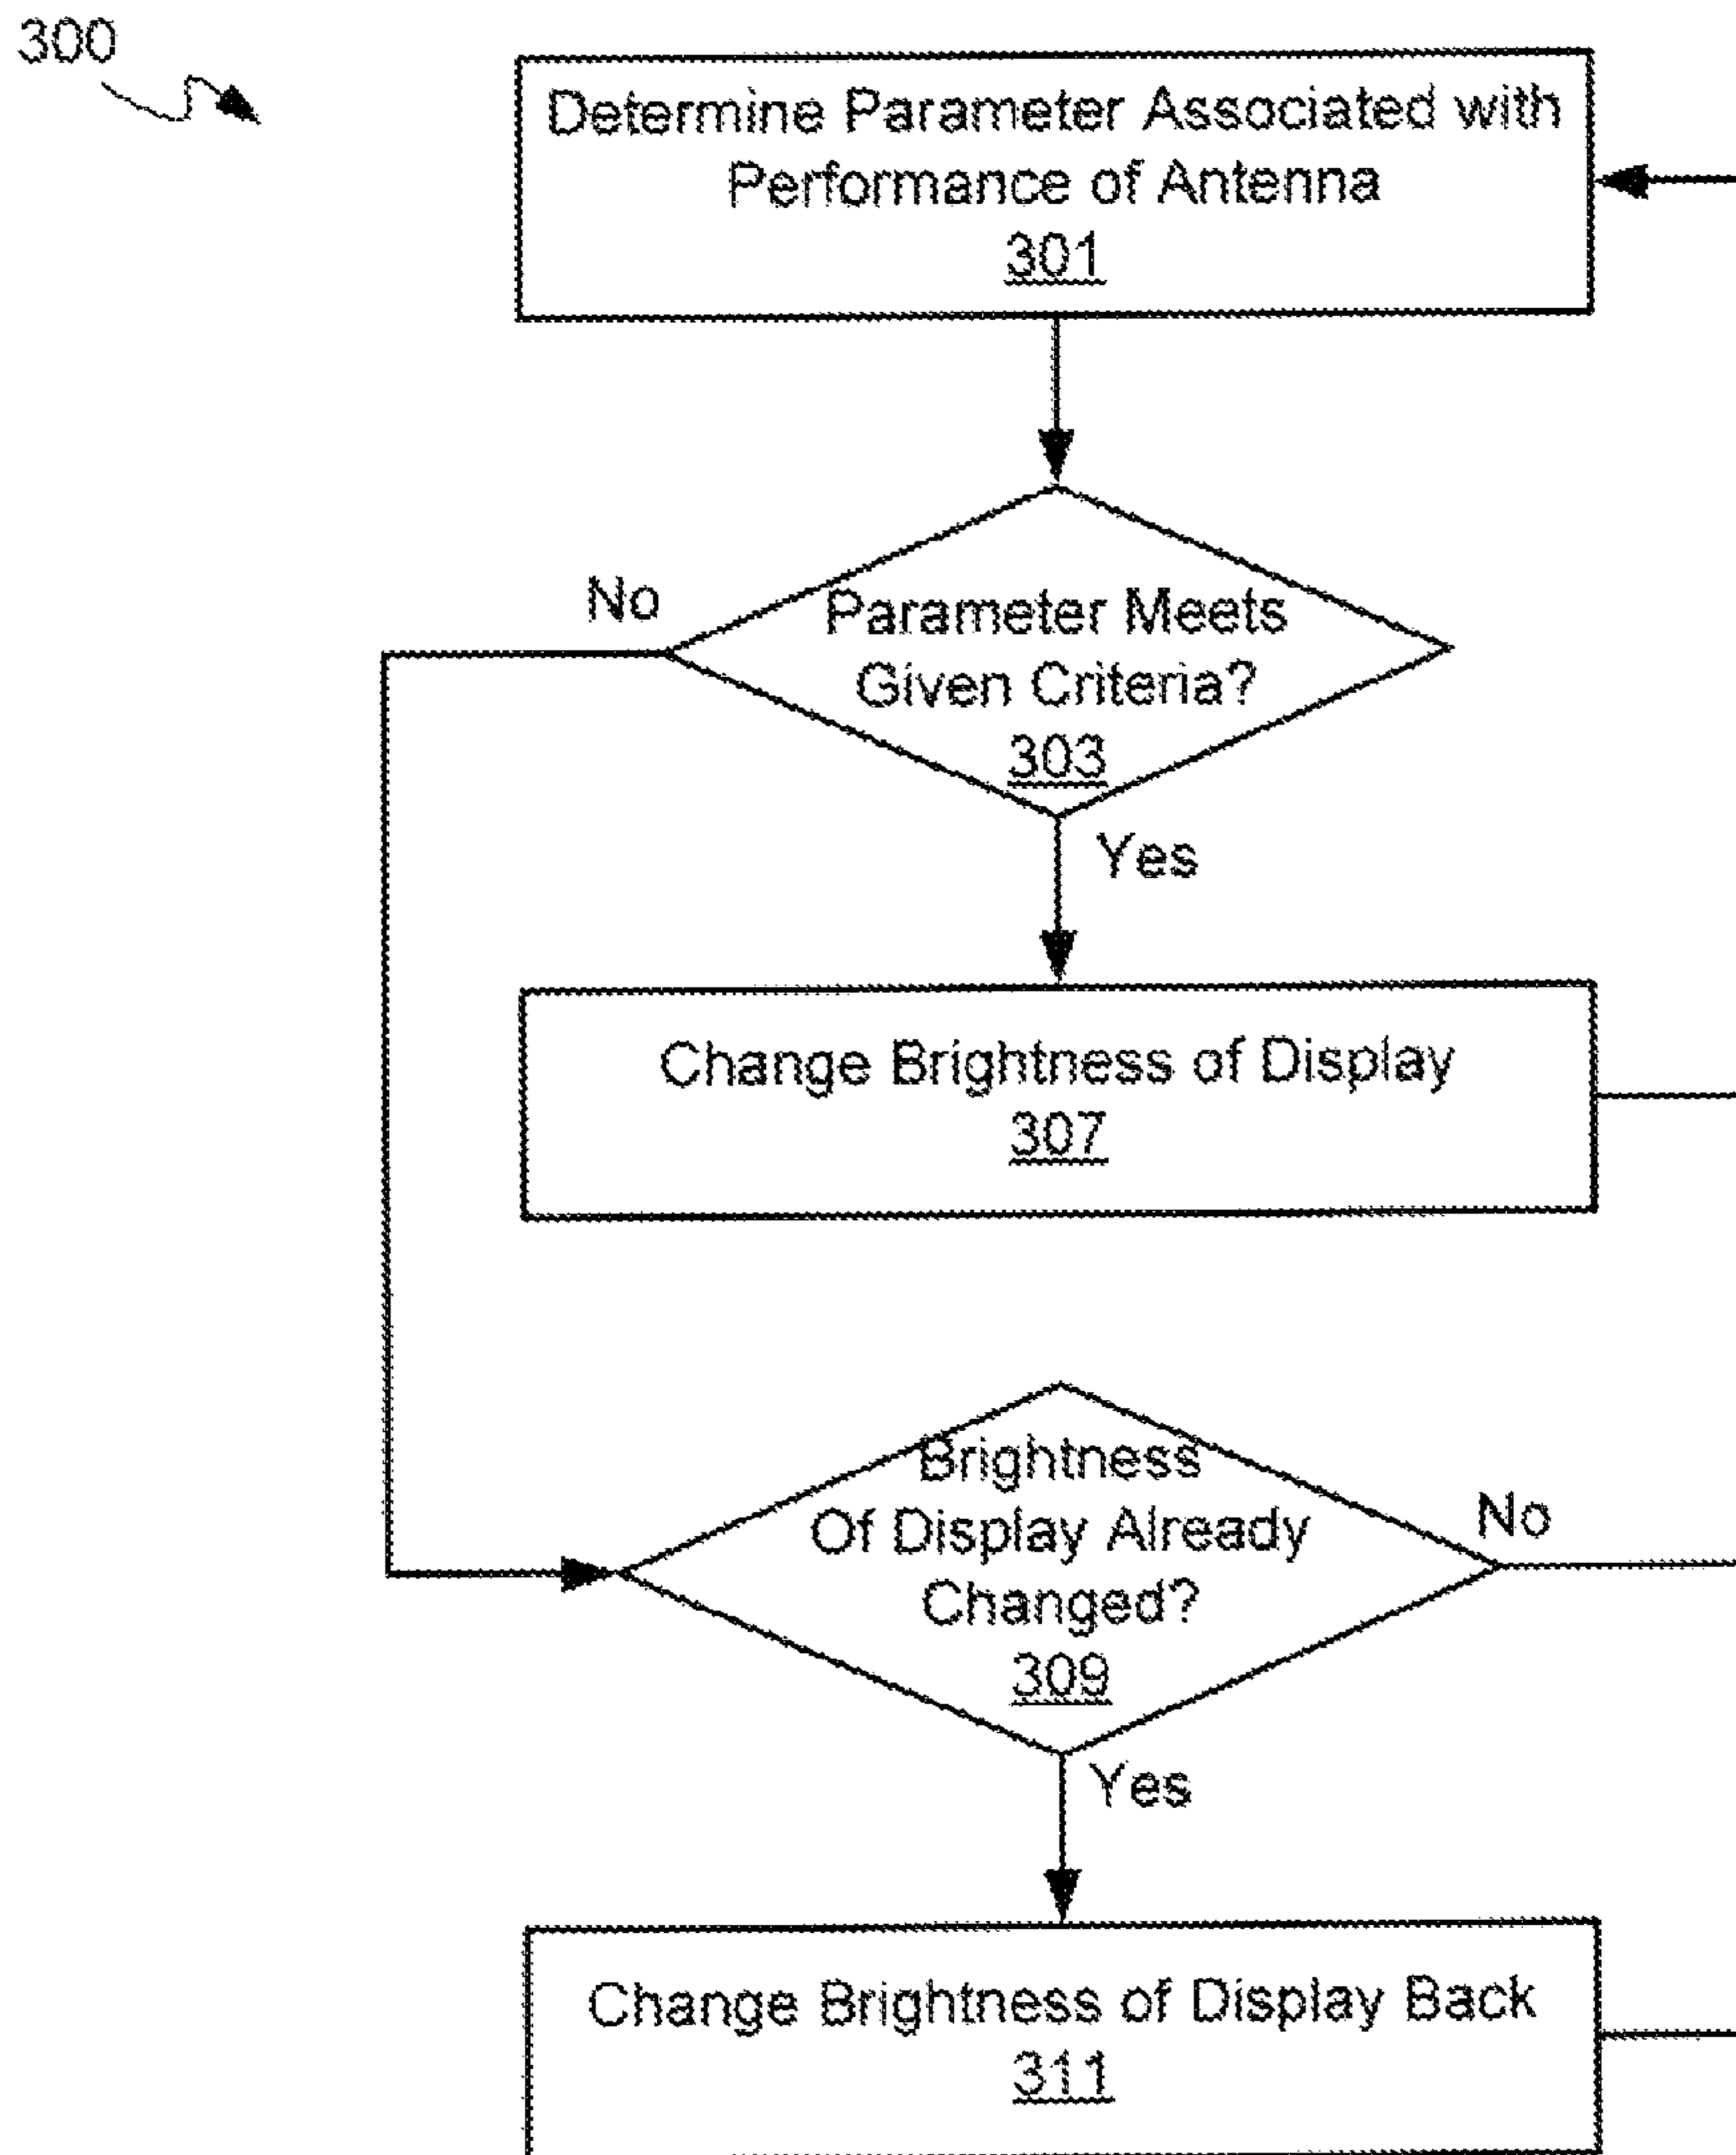 300
Determine Parameter Associated with
Performance of Antenna
301
No
Parameter Meets
Given Criteria?
303
Yes
Change Brightness of Display
307
Brightness
Of Display Already
Changed?
309
No
Yes
Change Brightness of Display Back
311